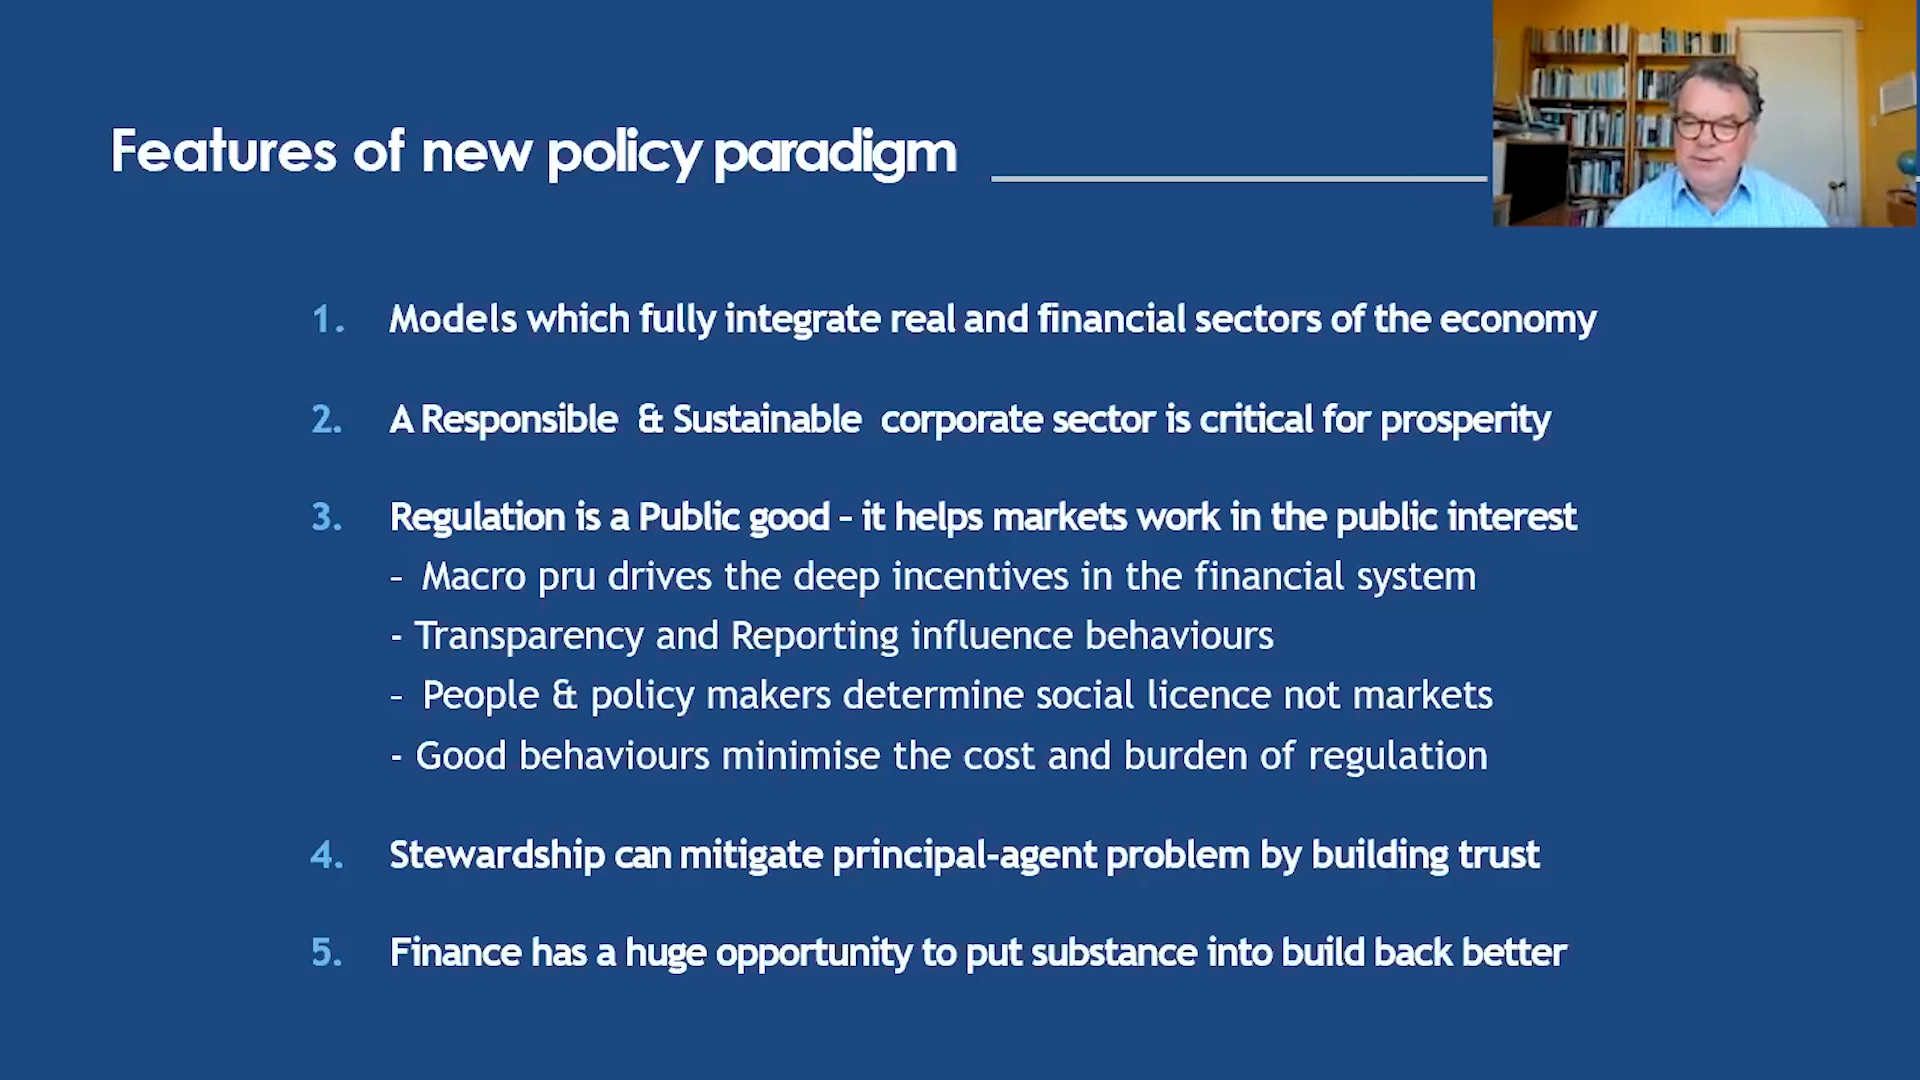 Features of new policy paradigm
1. Models which fully integrate real and financial sectors of the economy
2. A Responsible & Sustainable corporate sector is critical for prosperity
3. Regulation is a Public good - it helps markets work in the public interest
- Macro pru drives the deep incentives in the financial system
- Transparency and Reporting influence behaviours
- People & policy makers determine social licence not markets
- Good behaviours minimise the cost and burden of regulation
4. Stewardship can mitigate principal-agent problem by building trust
5. Finance has a huge opportunity to put substance into build back better